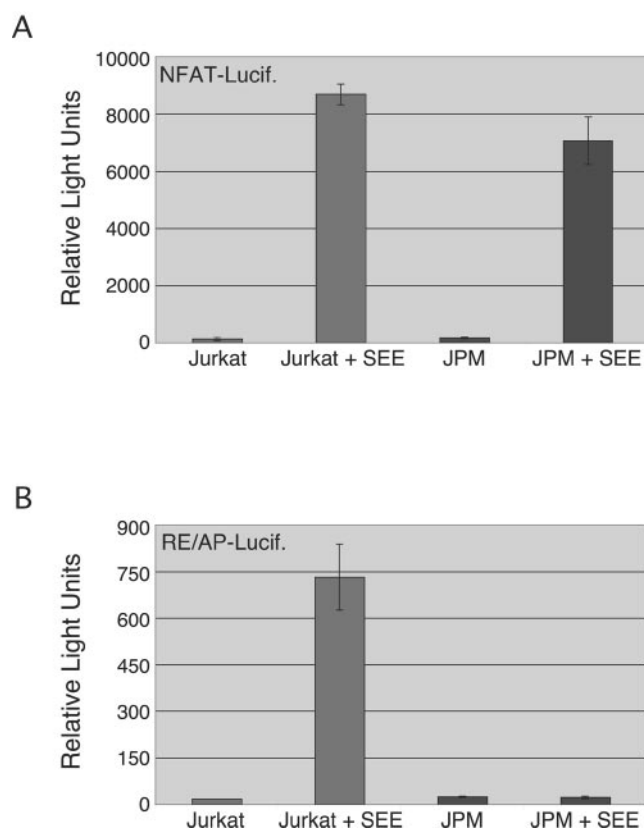 A
NFAT-Lucif.
Relative Light Units
10000
8000
6000
4000
2000
0
Jurkat Jurkat + SEE JPM JPM + SEE
B
RE/AP-Lucif.
Relative Light Units
900
750
600
450
300
150
0
Jurkat Jurkat + SEE JPM JPM + SEE